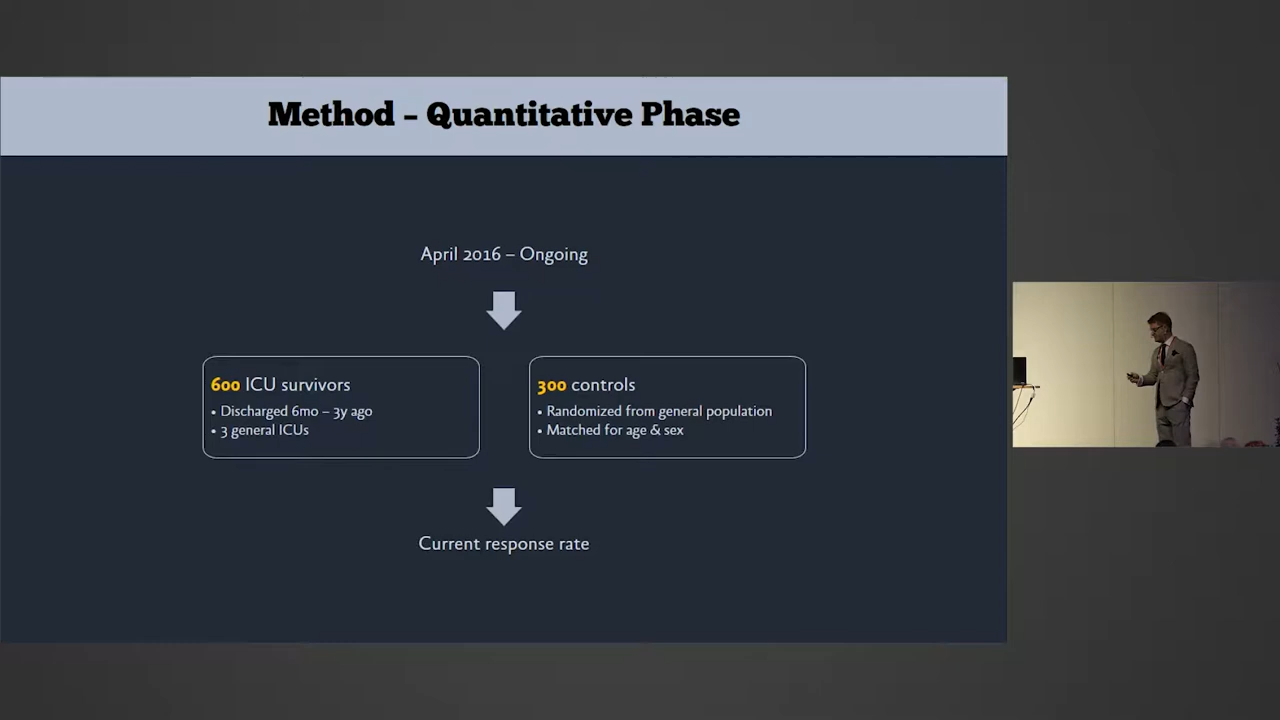 Method – Quantitative Phase
April 2016 – Ongoing
600 ICU survivors
• Discharged 6mo – 3y ago
• 3 general ICUs
300 controls
• Randomized from general population
• Matched for age & sex
Current response rate